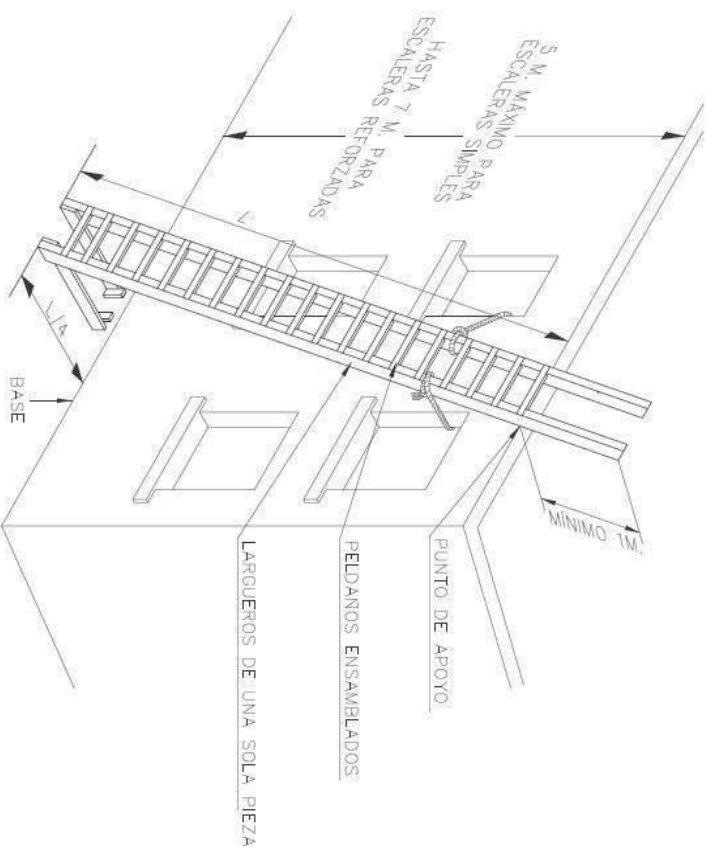 5 M. MÁXIMO PARA
ESCALERAS SIMPLES
HASTA 7 M. PARA
ESCALERAS REFORZADAS
L
L/4
BASE
MÍNIMO 1M.
PUNTO DE APOYO
PELDAÑOS ENSAMBLADOS
LARGUEROS DE UNA SOLA PIEZA